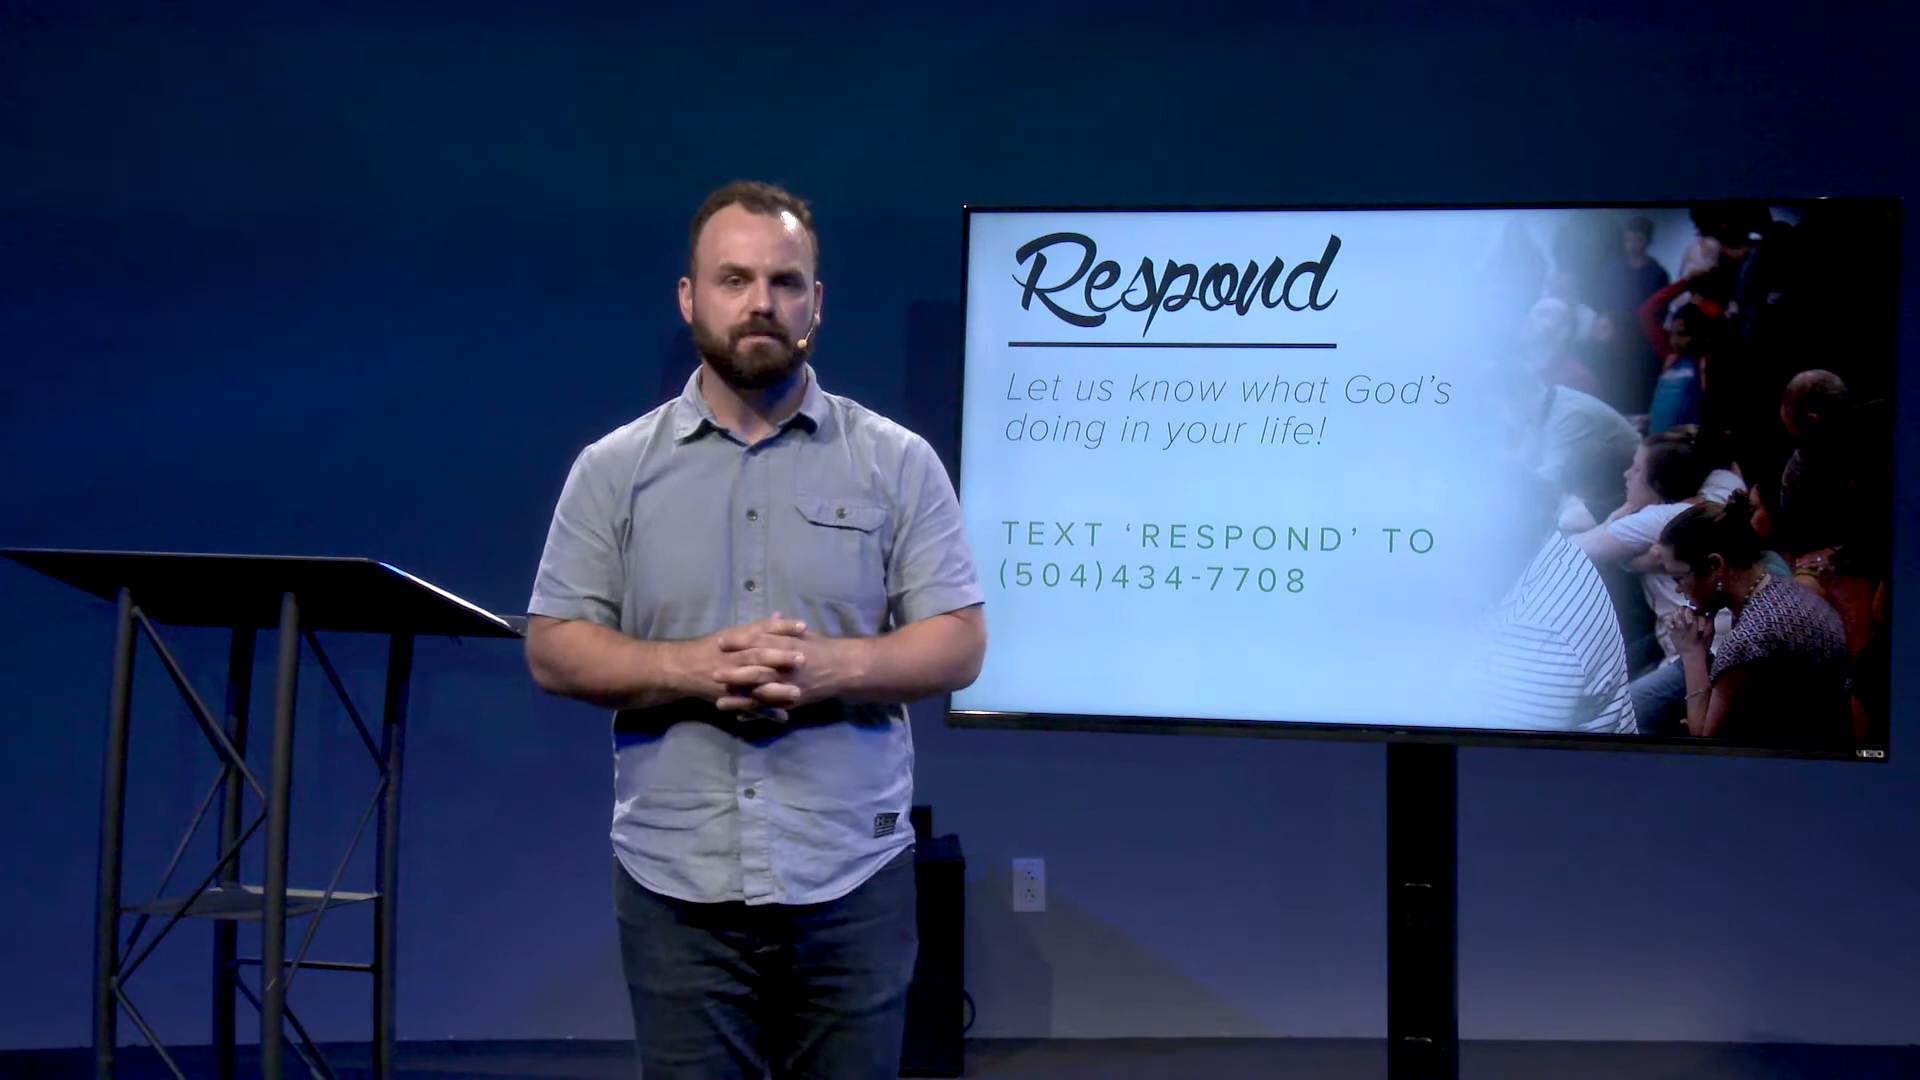 Respond
Let us know what God’s
doing in your life!
TEXT ‘RESPOND’ TO
(504)434-7708
VIZIO